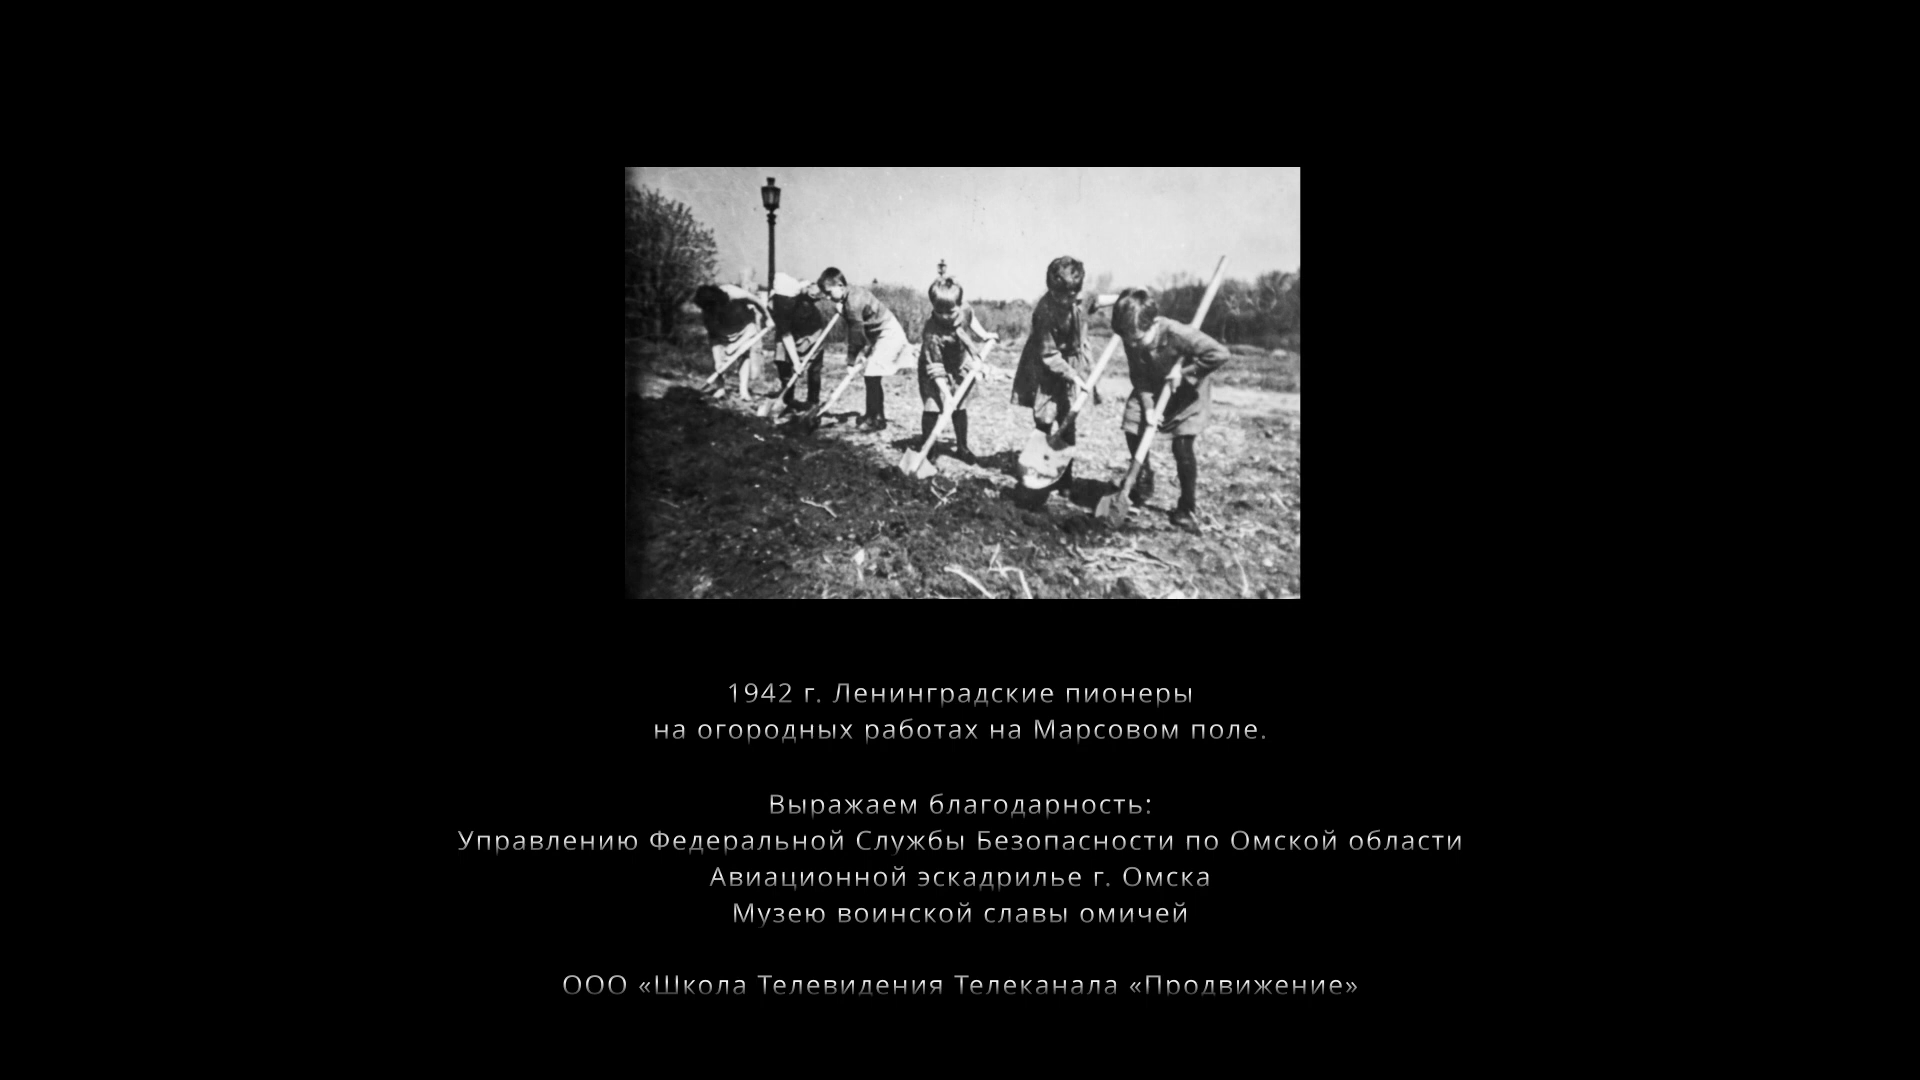 1942 г. Ленинградские пионеры
на огородных работах на Марсовом поле.
Выражаем благодарность:
Управлению Федеральной Службы Безопасности по Омской области
Авиационной эскадрилье г. Омска
Музею воинской славы омичей
ООО «Школа Телевидения Телеканала «Продвижение»